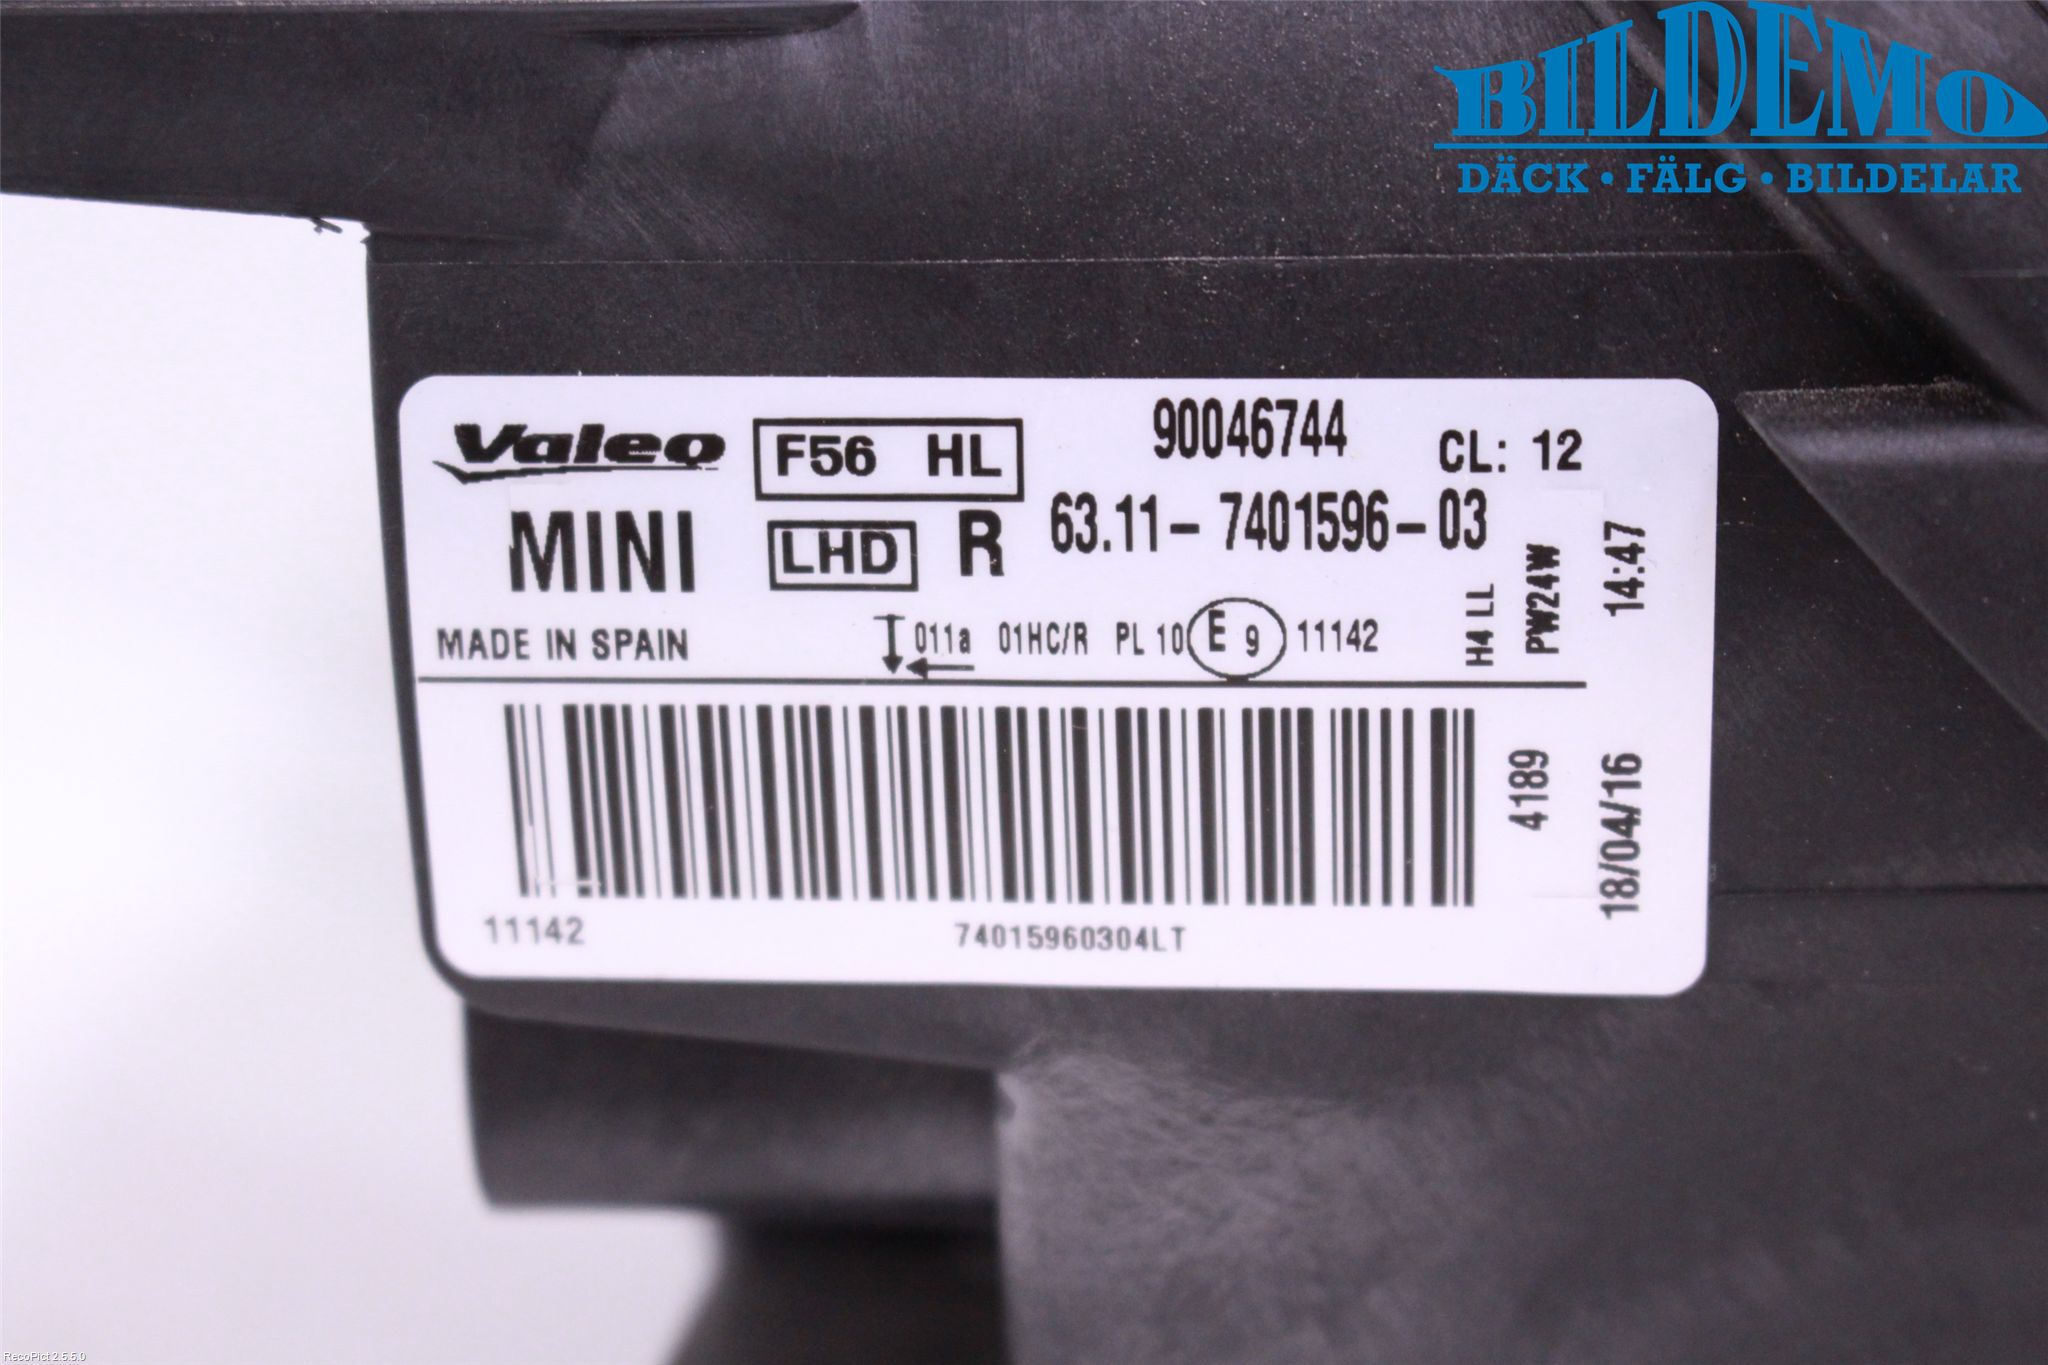 BILDEMO
DÄCK • FÄLG • BILDELAR
Valeo
F56 HL
90046744
CL: 12
MINI
LHD
R
63.11- 7401596-03
MADE IN SPAIN
011a 01HC/R PL 10 E 9 11142
H4 LL
PW24W
14:47
4189
18/04/16
11142
74015960304LT
RecoPict 2.5.5.0